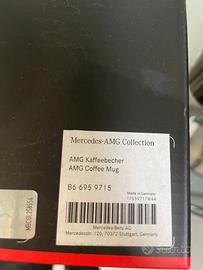 Mercedes-AMG Collection
AMG Kaffeebecher
AMG Coffee Mug
B6 695 9715
Made in Germany
Mercedes-Benz AG
Mercedesstr. 120, 70372 Stuttgart, Germany
subito